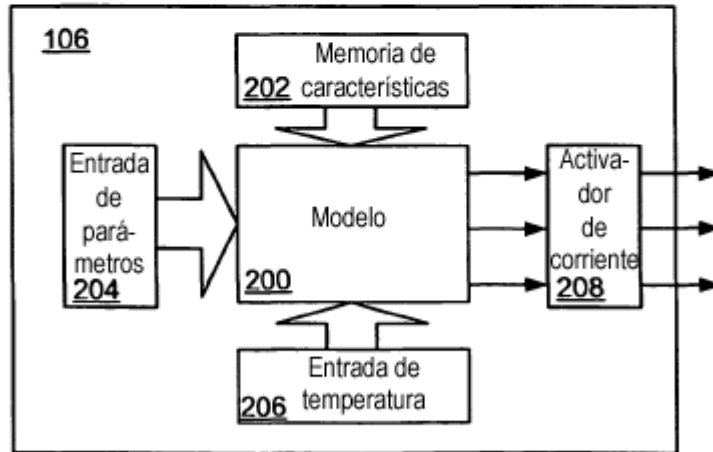 106
Memoria de
202 características
Entrada
de
pará-
metros
204
Modelo
200
Activa-
dor
de
corriente
208
Entrada de
206 temperatura